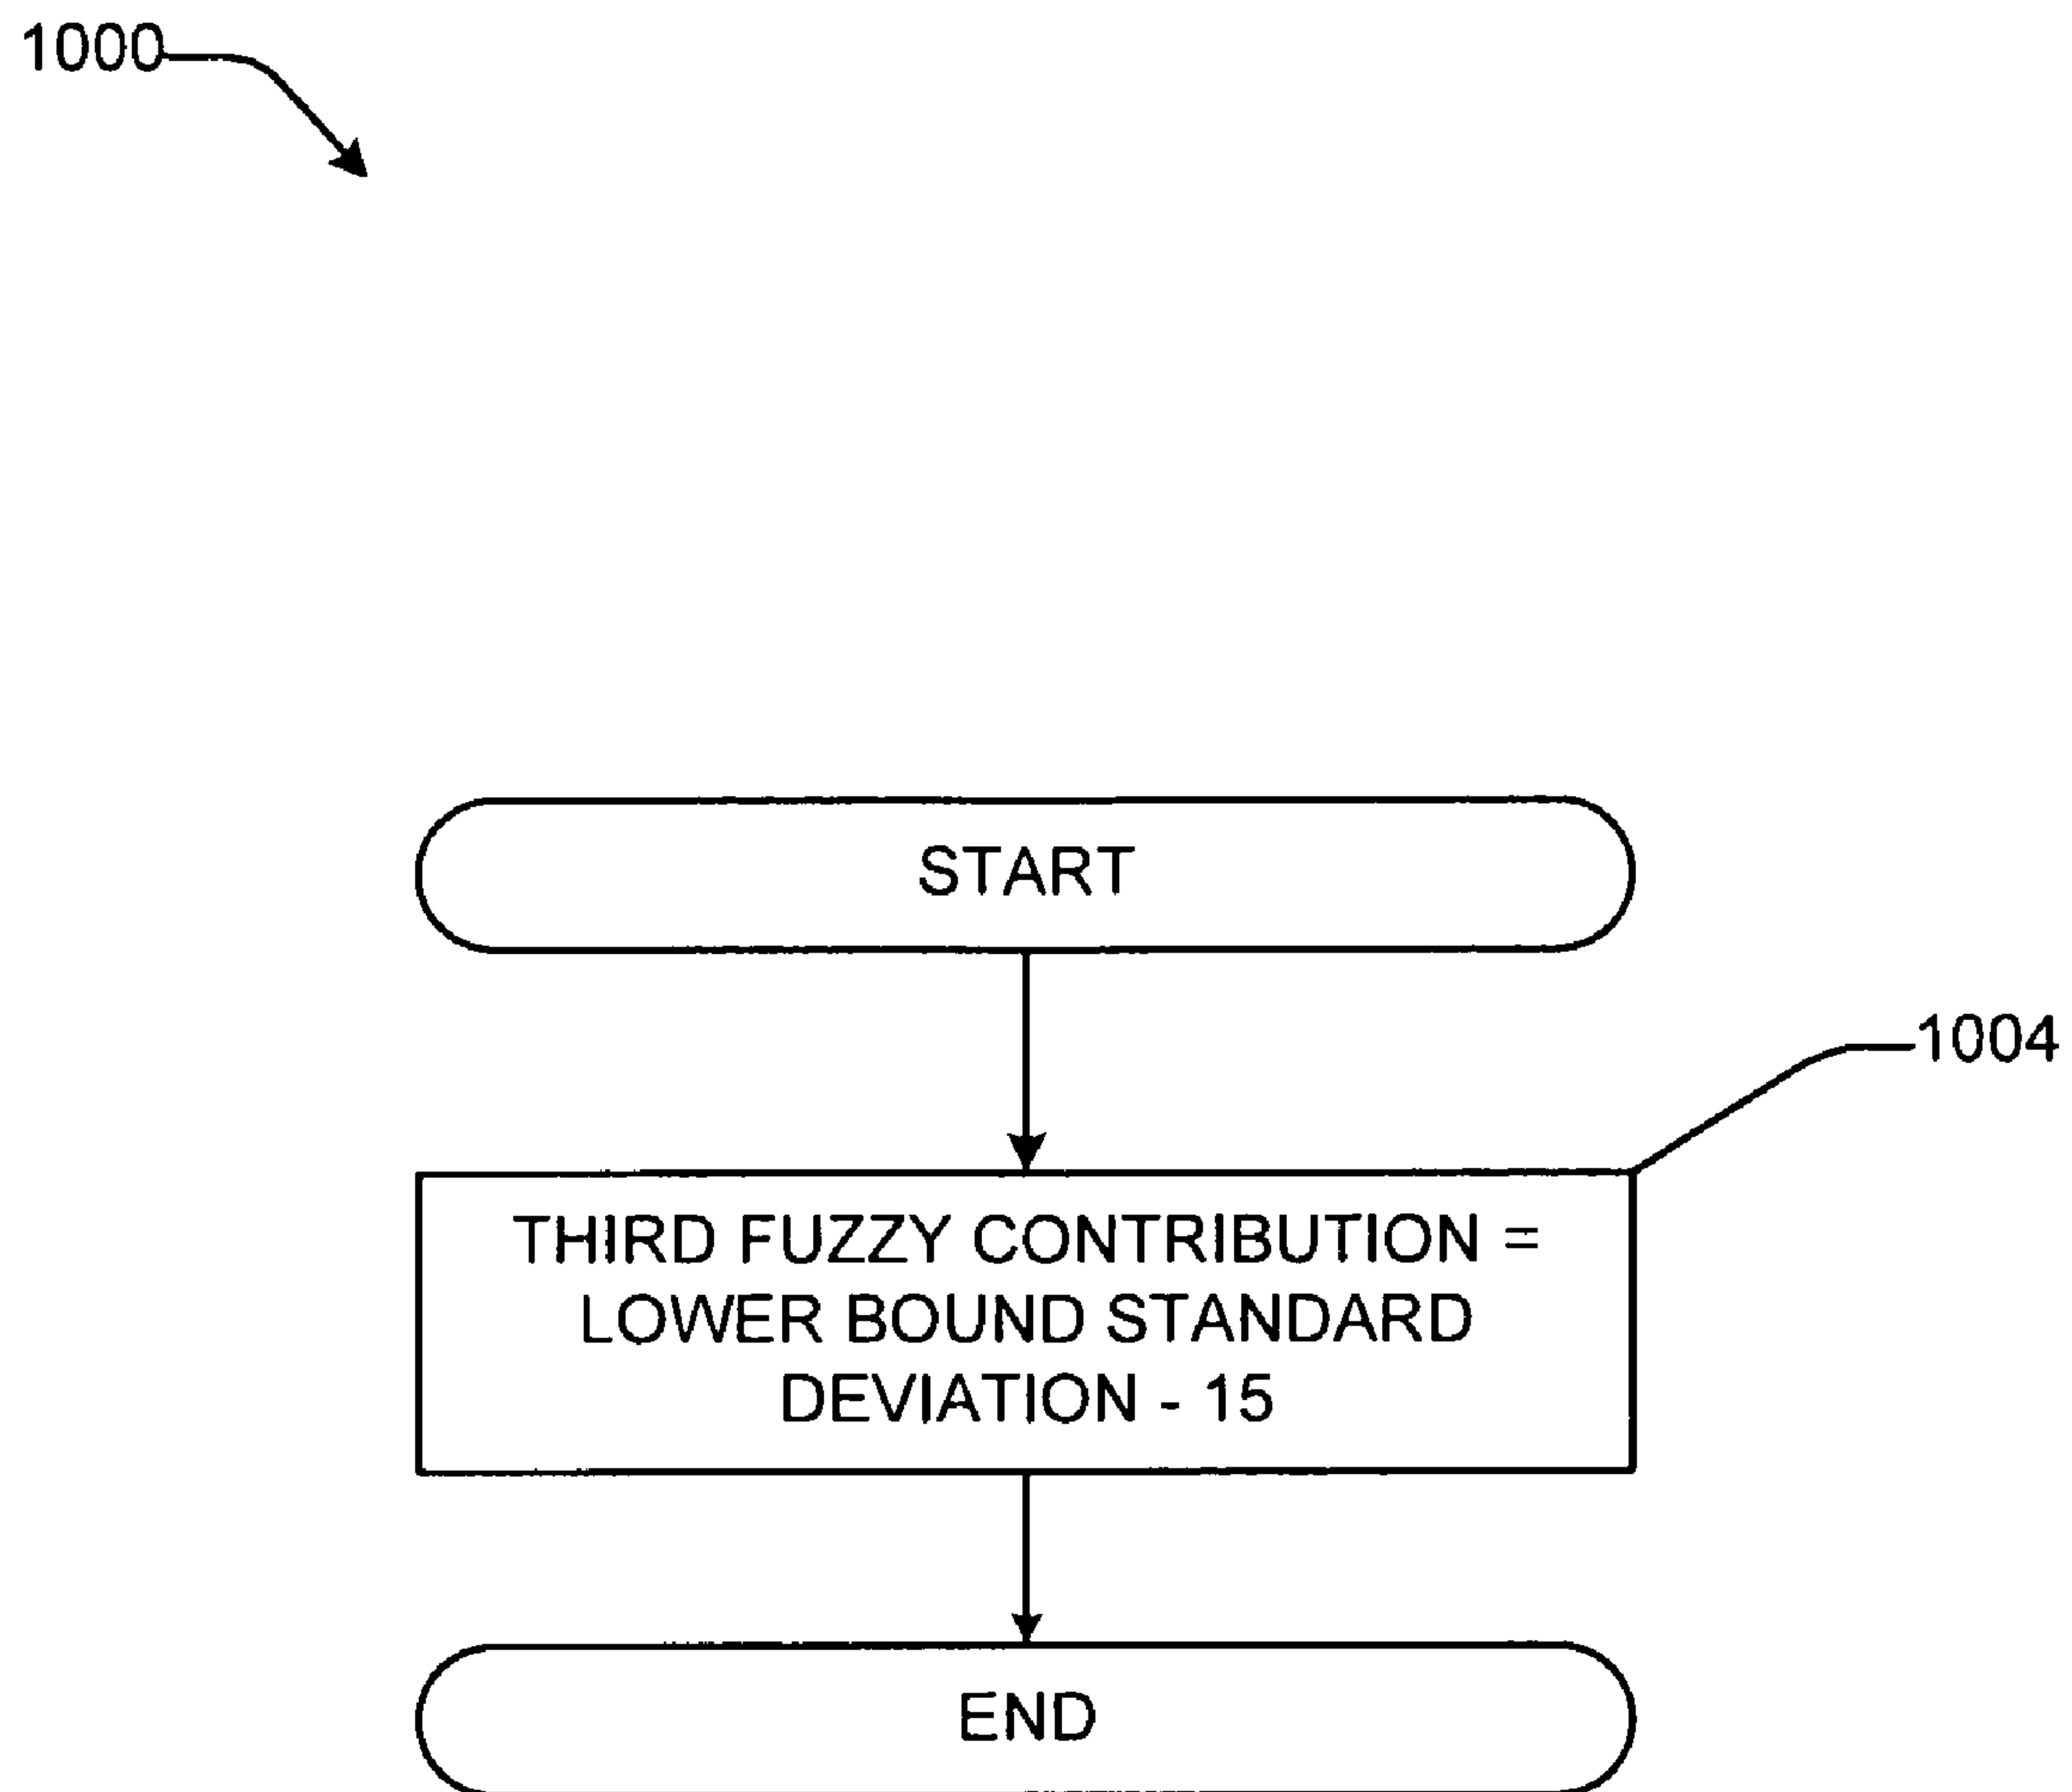 1000
START
1004
THIRD FUZZY CONTRIBUTION =
LOWER BOUND STANDARD
DEVIATION - 15
END